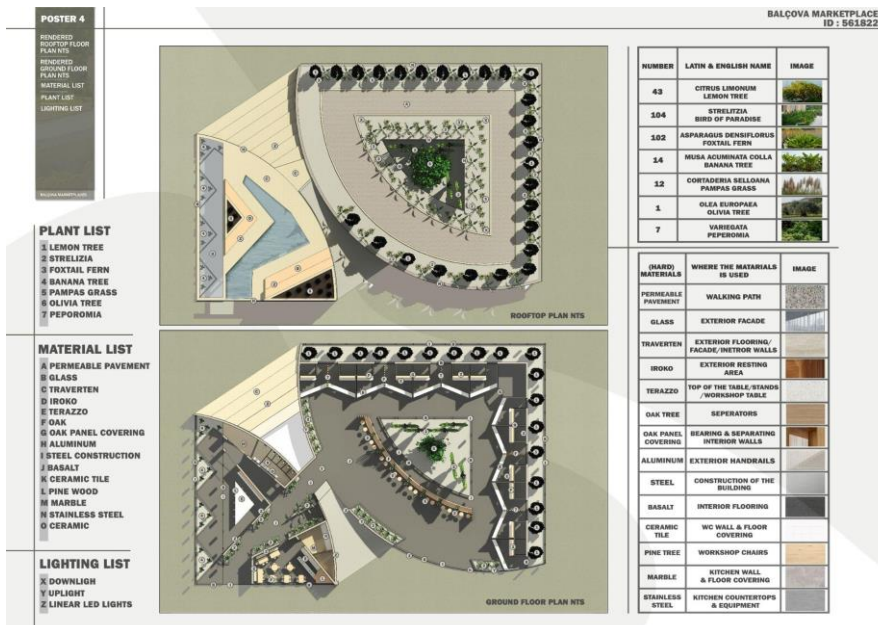 POSTER 4
RENDERED
ROOFTOP FLOOR
PLAN NTS
RENDERED
GROUND FLOOR
PLAN NTS
MATERIAL LIST
PLANT LIST
LIGHTING LIST
BALÇOVA MARKETPLACE
BALÇOVA MARKETPLACE
ID : 561822
PLANT LIST
1 LEMON TREE
2 STRELIZIA
3 FOXTAIL FERN
4 BANANA TREE
5 PAMPAS GRASS
6 OLIVIA TREE
7 PEPOROMIA
MATERIAL LIST
A PERMEABLE PAVEMENT
B GLASS
C TRAVERTEN
D IROKO
E TERAZZO
F OAK
G OAK PANEL COVERING
H ALUMINUM
I STEEL CONSTRUCTION
J BASALT
K CERAMIC TILE
L PINE WOOD
M MARBLE
N STAINLESS STEEL
O CERAMIC
LIGHTING LIST
X DOWNLIGH
Y UPLIGHT
Z LINEAR LED LIGHTS
ROOFTOP PLAN NTS
GROUND FLOOR PLAN NTS
NUMBER LATIN & ENGLISH NAME IMAGE
43 CITRUS LIMONUM
LEMON TREE
104 STRELITZIA
BIRD OF PARADISE
102 ASPARAGUS DENSIFLORUS
FOXTAIL FERN
14 MUSA ACUMINATA COLLA
BANANA TREE
12 CORTADERIA SELLOANA
PAMPAS GRASS
1 OLEA EUROPAEA
OLIVIA TREE
7 VARIEGATA
PEPEROMIA
(HARD) MATERIALS WHERE THE MATARIALS IS USED IMAGE
PERMEABLE PAVEMENT WALKING PATH
GLASS EXTERIOR FACADE
TRAVERTEN EXTERIOR FLOORING/
FACADE/INETROR WALLS
IROKO EXTERIOR RESTING
AREA
TERAZZO TOP OF THE TABLE/STANDS
/WORKSHOP TABLE
OAK TREE SEPERATORS
OAK PANEL COVERING BEARING & SEPARATING
INTERIOR WALLS
ALUMINUM EXTERIOR HANDRAILS
STEEL CONSTRUCTION OF THE
BUILDING
BASALT INTERIOR FLOORING
CERAMIC TILE WC WALL & FLOOR
COVERING
PINE TREE WORKSHOP CHAIRS
MARBLE KITCHEN WALL
& FLOOR COVERING
STAINLESS STEEL KITCHEN COUNTERTOPS
& EQUIPMENT